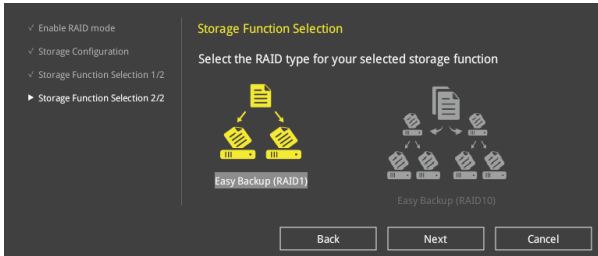 ✓ Enable RAID mode
✓ Storage Configuration
✓ Storage Function Selection 1/2
▶ Storage Function Selection 2/2
Storage Function Selection
Select the RAID type for your selected storage function
Easy Backup (RAID1)
Easy Backup (RAID10)
Back
Next
Cancel